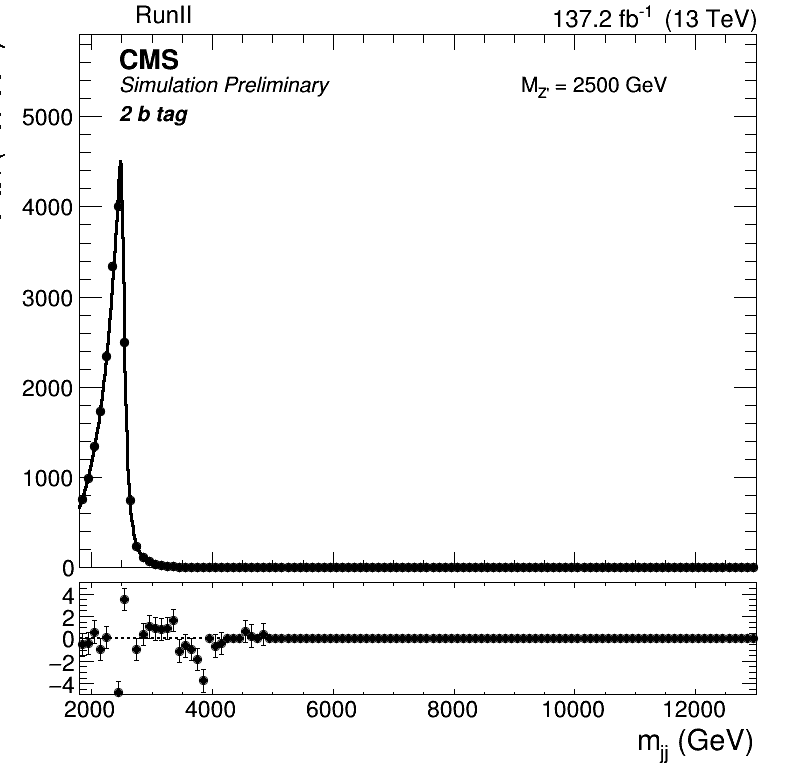 RunII 137.2 fb⁻¹ (13 TeV)
CMS
Simulation Preliminary
M_Z' = 2500 GeV
2 b tag
5000
4000
3000
2000
1000
0
4
2
0
−2
−4
2000 4000 6000 8000 10000 12000
m_jj (GeV)